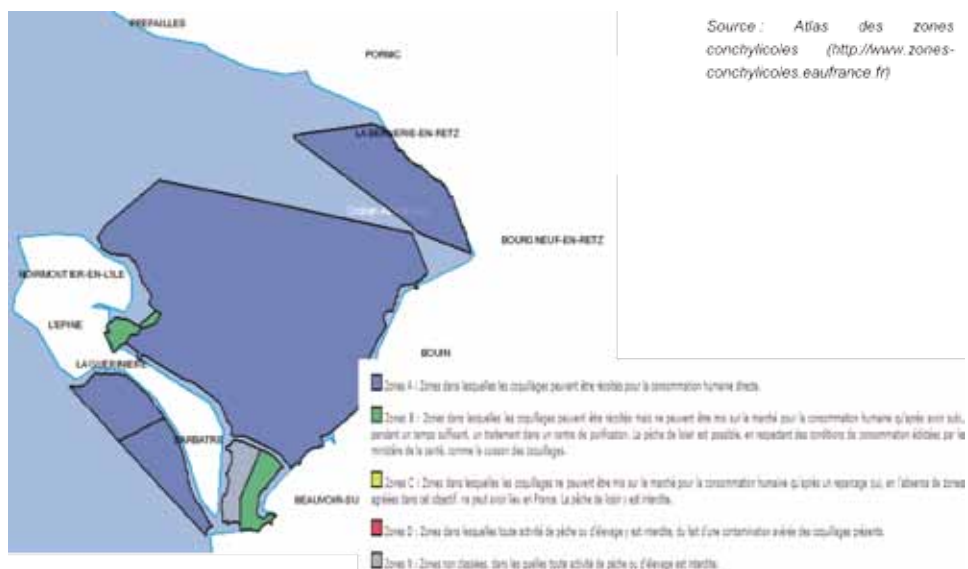 PREFAILLES
Source : Atlas des zones
conchylicoles (http://www.zones-
conchylicoles.eaufrance.fr)
PORNIC
LA BERNERIE-EN-RETZ
BOURGNEUF-EN-RETZ
NOIRMOUTIER-EN-L'ILE
L'EPINE
LA GUERINIERE
BOUIN
BARBATRE
BEAUVOIR-SU
Zones A : Zones dans lesquelles les coquillages peuvent être récoltés pour la consommation humaine directe.
Zones B : Zones dans lesquelles les coquillages peuvent être récoltés mais ne peuvent être mis sur le marché pour la consommation humaine qu'après avoir subi,
pendant un temps suffisant, un traitement dans un centre de purification. La pêche de loisir est possible, en respectant des conditions de consommation édictées par les
ministère de la santé, comme la cuisson des coquillages.
Zones C : Zones dans lesquelles les coquillages ne peuvent être mis sur le marché pour la consommation humaine qu'après un reparcage qui, en l'absence de zones
agréées dans cet objectif, ne peut avoir lieu en France. La pêche de loisir y est interdite.
Zones D : Zones dans lesquelles toute activité de pêche ou d'élevage y est interdite, du fait d'une contamination avérée des coquillages présents.
Zones N : Zones non classées, dans lesquelles toute activité de pêche ou d'élevage est interdite.